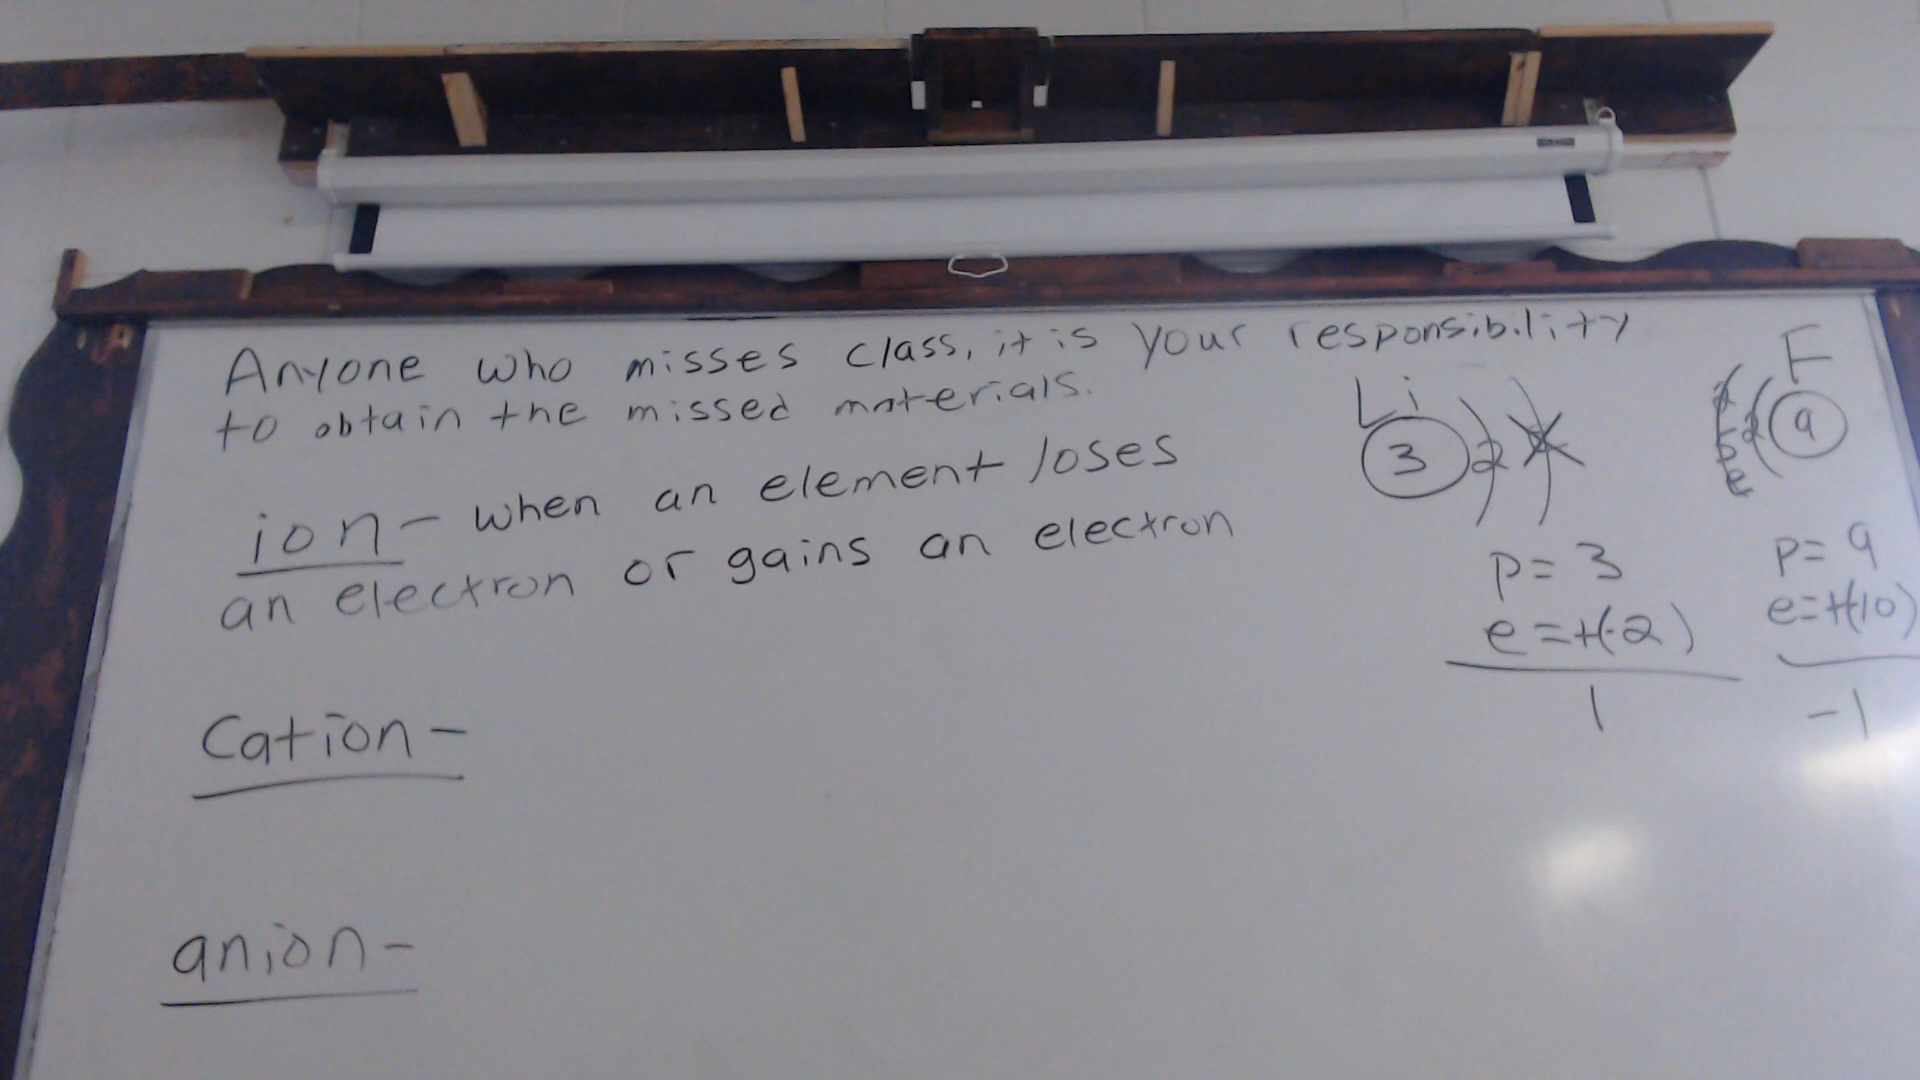 Anyone who misses class, it is your responsibility
to obtain the missed materials.
ion- when an element loses
an electron or gains an electron
Cation-
anion-
Li
3 2
p= 3
e=+(-2)
1
F
2 9
p= 9
e=+(-10)
-1